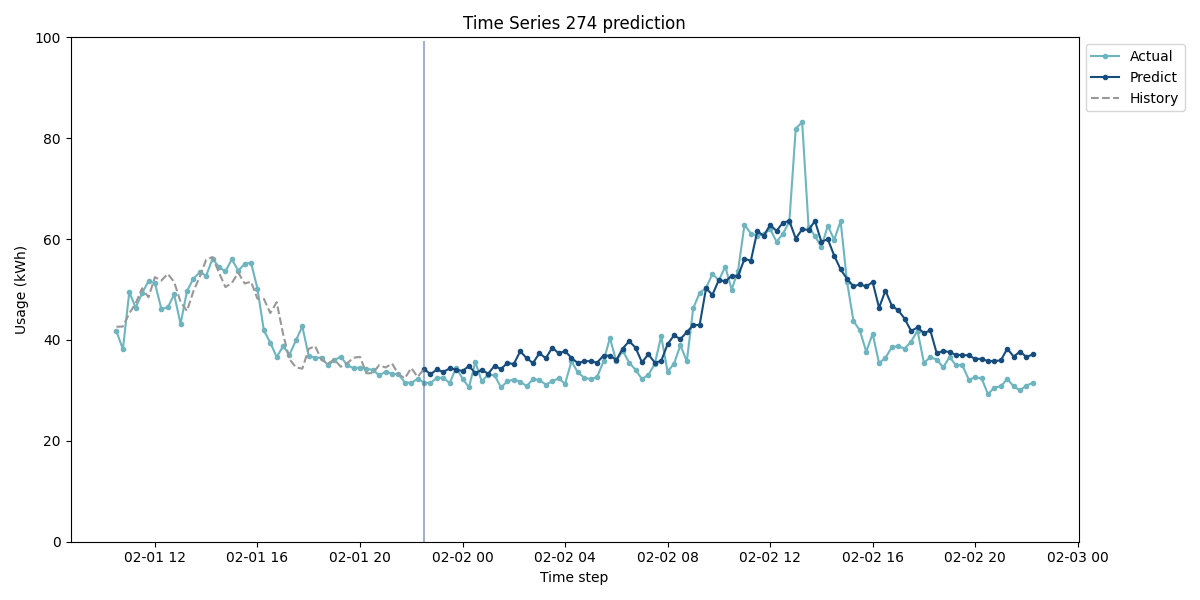 Time Series 274 prediction
100
80
60
40
20
0
Usage (kWh)
02-01 12
02-01 16
02-01 20
02-02 00
02-02 04
02-02 08
02-02 12
02-02 16
02-02 20
02-03 00
Time step
Actual
Predict
History